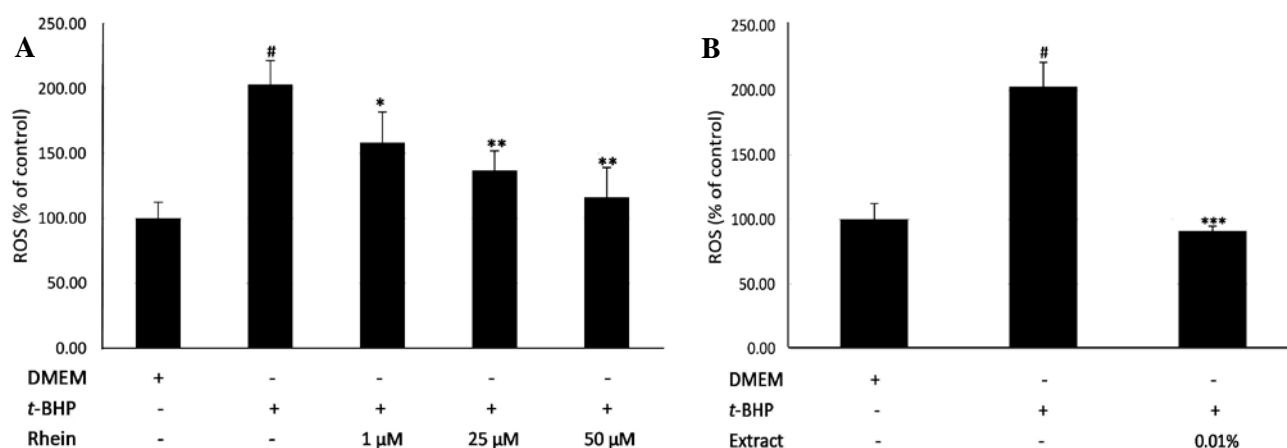 A
ROS (% of control)
250.00
200.00
150.00
100.00
50.00
0.00
#
*
**
**
DMEM + - - - -
t-BHP - + + + +
Rhein - - 1 µM 25 µM 50 µM
B
ROS (% of control)
250.00
200.00
150.00
100.00
50.00
0.00
#
***
DMEM + - -
t-BHP - + +
Extract - - 0.01%